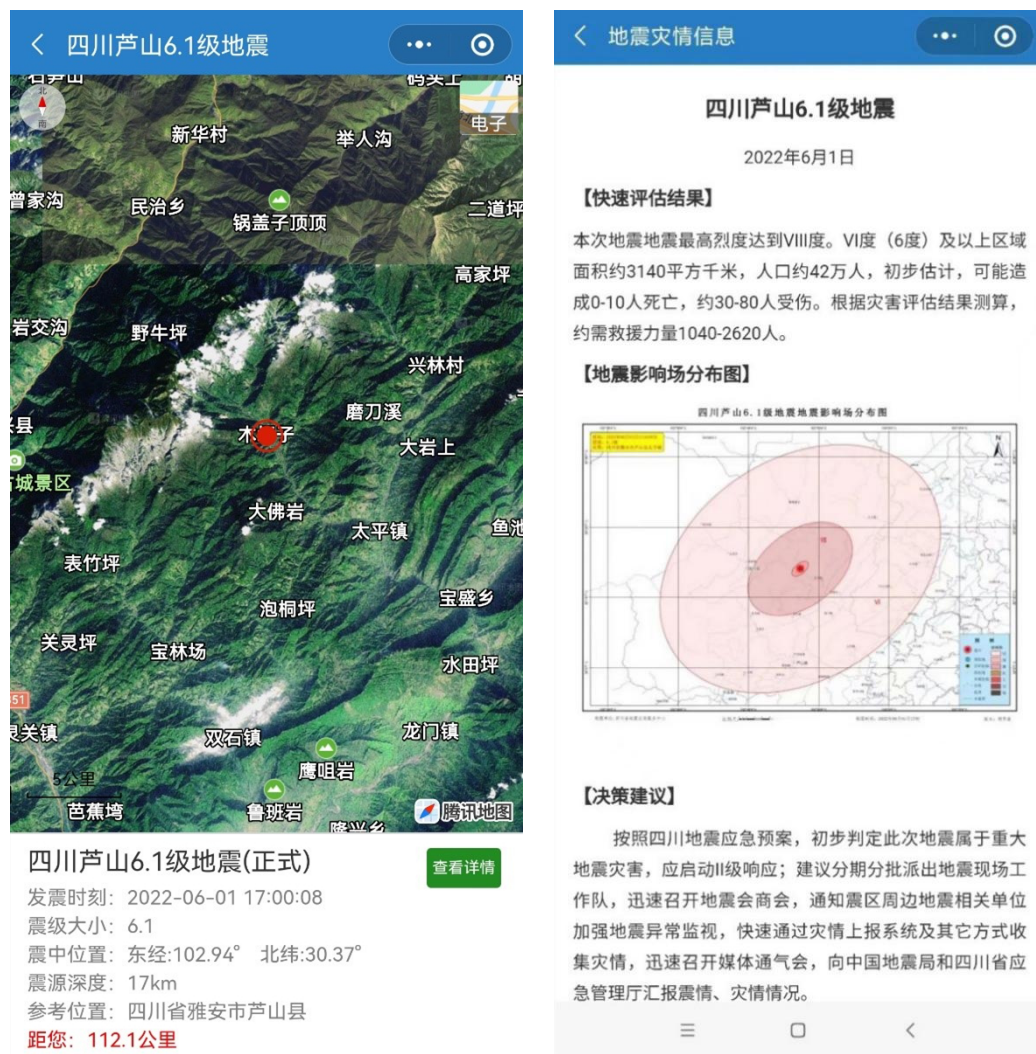 四川芦山6.1级地震
石笋山
码头上
北
南
电子
新华村
举人沟
曾家沟
民治乡
锅盖子顶顶
二道坪
高家坪
岩交沟
野牛坪
兴林村
磨刀溪
县
大岩上
古城景区
大佛岩
太平镇
鱼池
表竹坪
宝盛乡
泡桐坪
关灵坪
宝林场
水田坪
351
灵关镇
双石镇
龙门镇
鹰咀岩
5公里
芭蕉塆
鲁班岩
隆兴乡
腾讯地图
四川芦山6.1级地震(正式)
查看详情
发震时刻：2022-06-01 17:00:08
震级大小：6.1
震中位置：东经:102.94° 北纬:30.37°
震源深度：17km
参考位置：四川省雅安市芦山县
距您：112.1公里
地震灾情信息
四川芦山6.1级地震
2022年6月1日
【快速评估结果】
本次地震地震最高烈度达到VIII度。VI度（6度）及以上区域
面积约3140平方千米，人口约42万人，初步估计，可能造
成0-10人死亡，约30-80人受伤。根据灾害评估结果测算，
约需救援力量1040-2620人。
【地震影响场分布图】
四川芦山6.1级地震地震影响场分布图
N
【决策建议】
按照四川地震应急预案，初步判定此次地震属于重大
地震灾害，应启动II级响应；建议分期分批派出地震现场工
作队，迅速召开地震会商会，通知震区周边地震相关单位
加强地震异常监视，快速通过灾情上报系统及其它方式收
集灾情，迅速召开媒体通气会，向中国地震局和四川省应
急管理厅汇报震情、灾情情况。